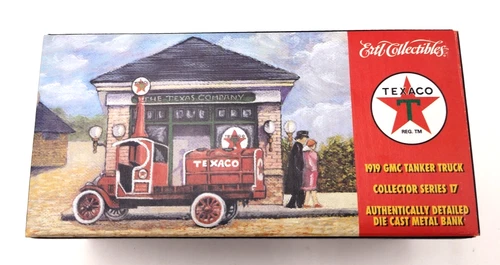 Ertl Collectibles
TEXACO
T
REG. TM
THE TEXAS COMPANY
TEXACO
1919 GMC TANKER TRUCK
COLLECTOR SERIES 17
AUTHENTICALLY DETAILED
DIE CAST METAL BANK